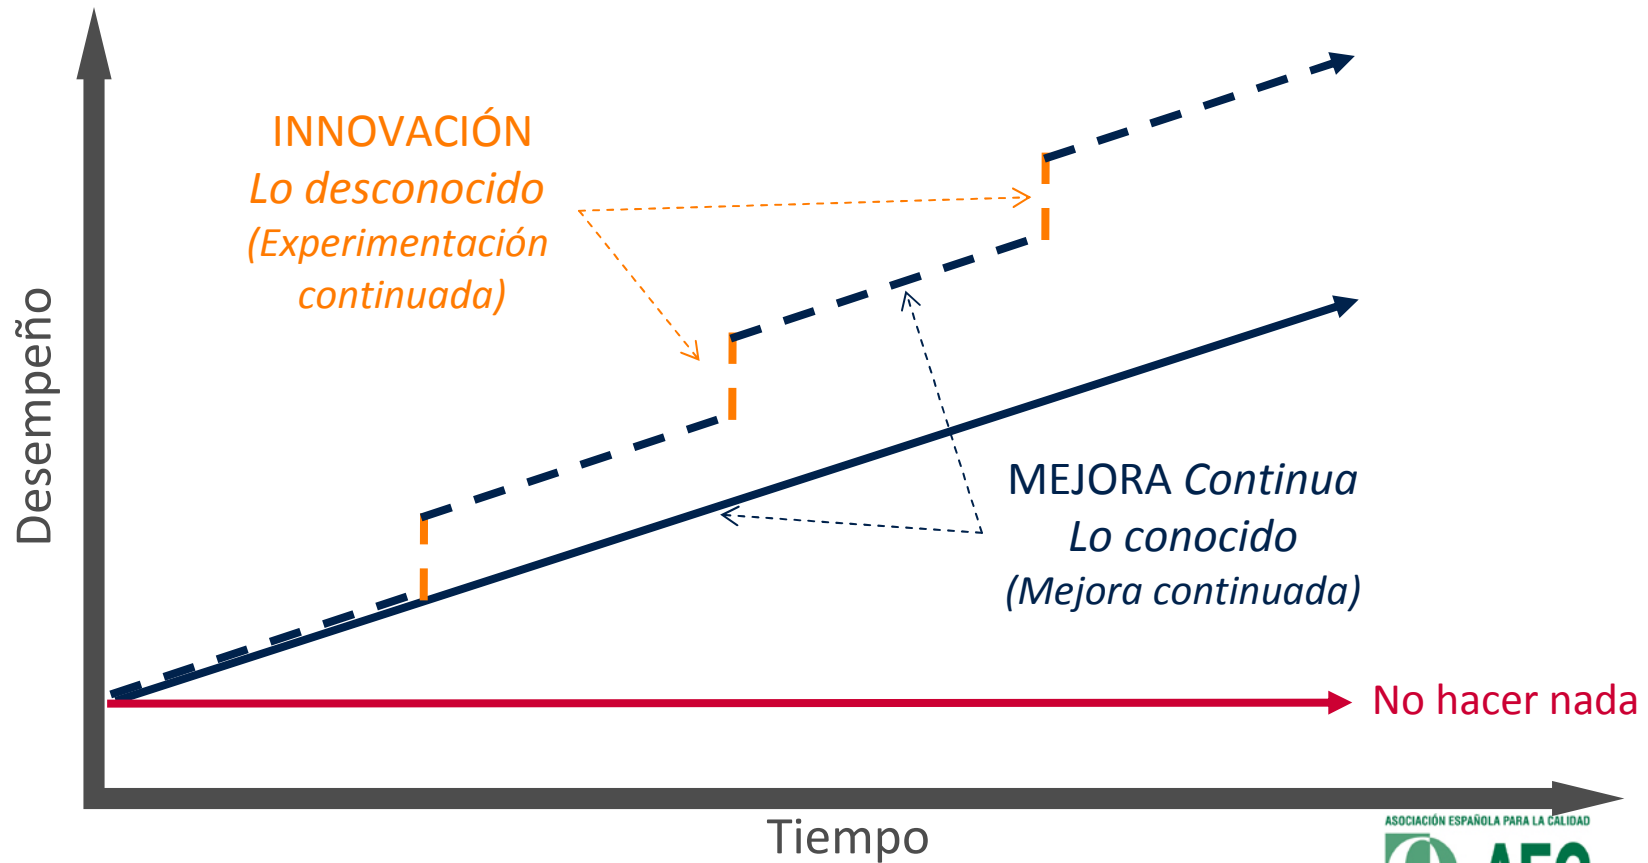 INNOVACIÓN
Lo desconocido
(Experimentación
continuada)
Desempeño
MEJORA Continua
Lo conocido
(Mejora continuada)
No hacer nada
Tiempo
ASOCIACIÓN ESPAÑOLA PARA LA CALIDAD
AEC